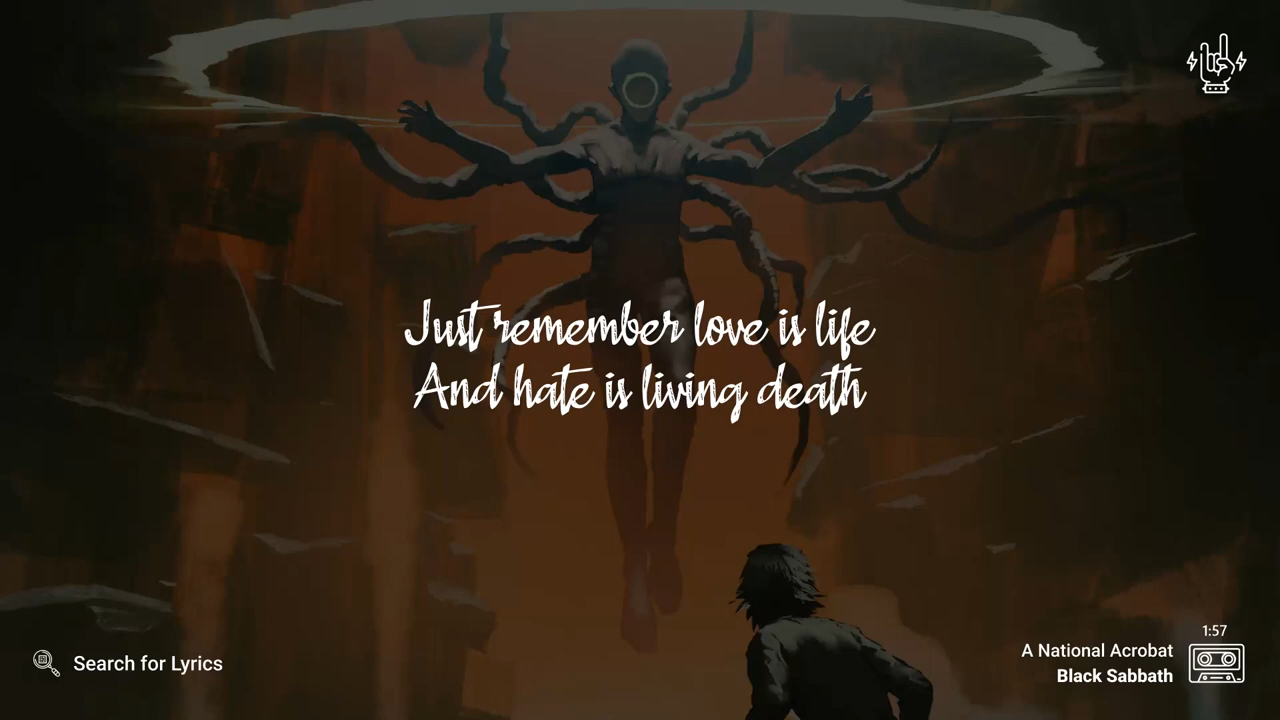 Just remember love is life
And hate is living death
Search for Lyrics
1:57
A National Acrobat
Black Sabbath